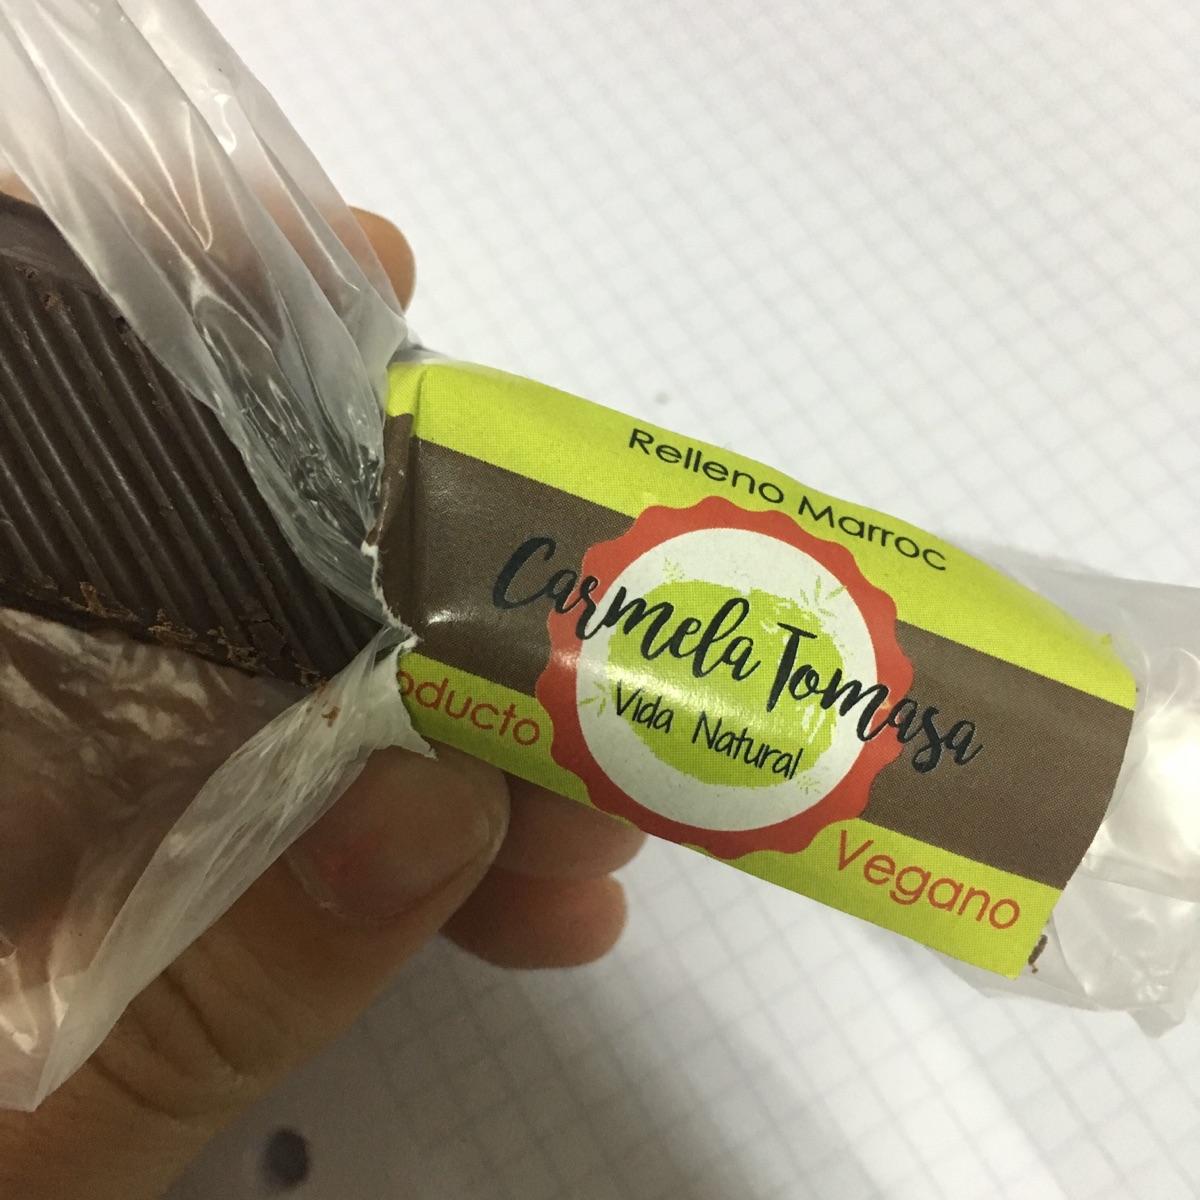 Relleno Marroc
Carmela Tomasa
Vida Natural
oducto
Vegano